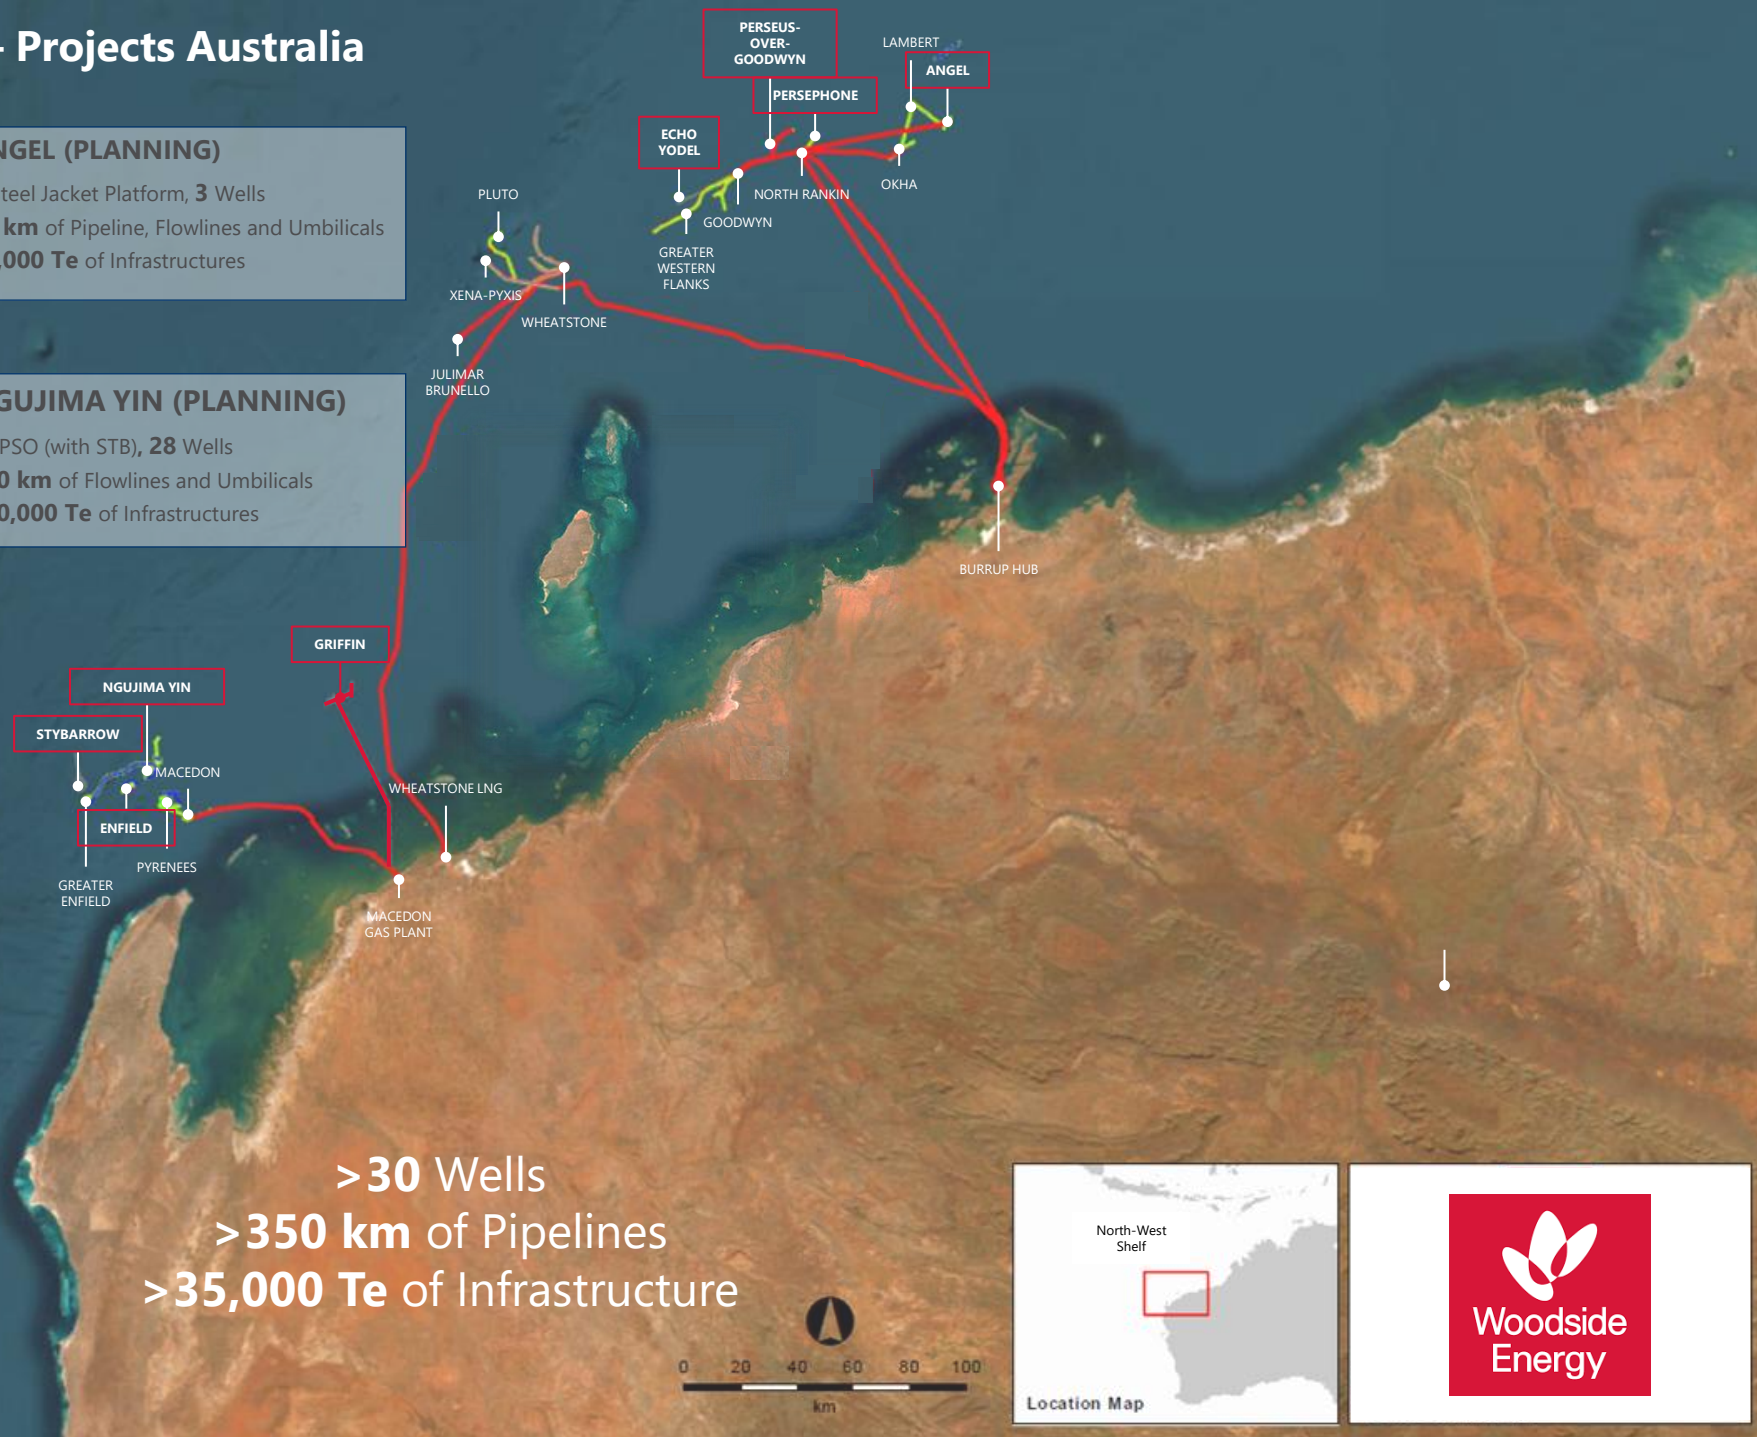 - Projects Australia
NGEL (PLANNING)
teel Jacket Platform, 3 Wells
km of Pipeline, Flowlines and Umbilicals
,000 Te of Infrastructures
GUJIMA YIN (PLANNING)
PSO (with STB), 28 Wells
0 km of Flowlines and Umbilicals
0,000 Te of Infrastructures
PERSEUS-
OVER-
GOODWYN
LAMBERT
ANGEL
PERSEPHONE
ECHO
YODEL
OKHA
NORTH RANKIN
PLUTO
GOODWYN
GREATER
WESTERN
FLANKS
XENA-PYXIS
WHEATSTONE
JULIMAR
BRUNELLO
BURRUP HUB
GRIFFIN
NGUJIMA YIN
STYBARROW
MACEDON
WHEATSTONE LNG
ENFIELD
PYRENEES
GREATER
ENFIELD
MACEDON
GAS PLANT
>30 Wells
>350 km of Pipelines
>35,000 Te of Infrastructure
0 20 40 60 80 100
km
North-West
Shelf
Location Map
Woodside
Energy